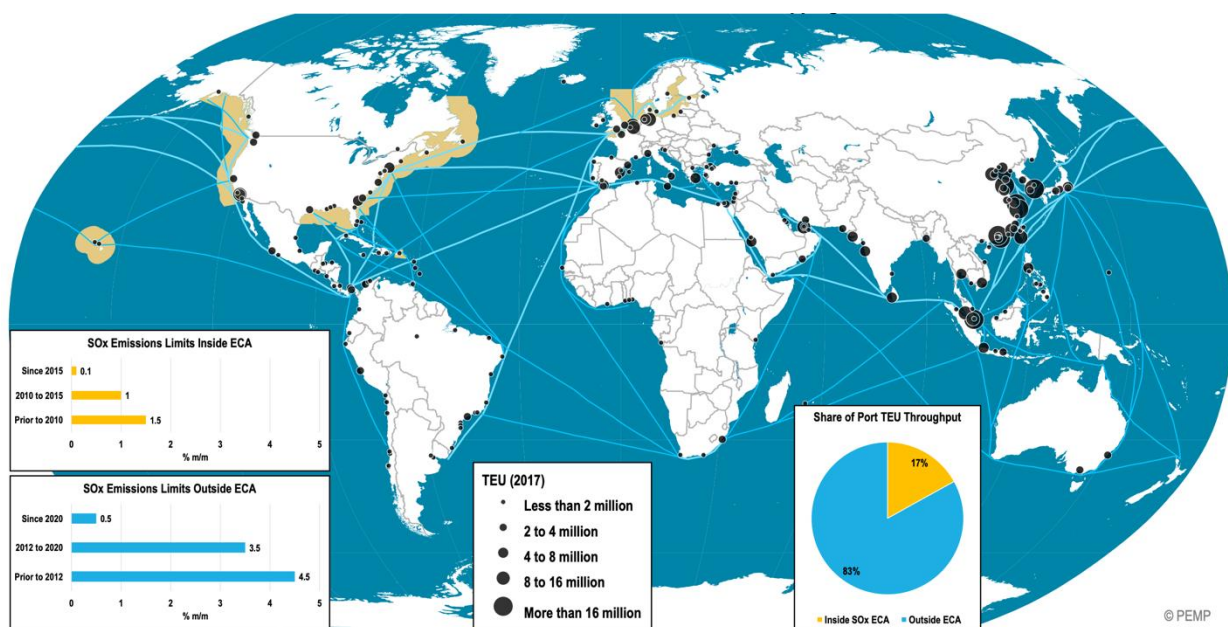 SOx Emissions Limits Inside ECA
Since 2015 0.1
2010 to 2015 1
Prior to 2010 1.5
0 1 2 3 4 5
% m/m
SOx Emissions Limits Outside ECA
Since 2020 0.5
2012 to 2020 3.5
Prior to 2012 4.5
0 1 2 3 4 5
% m/m
TEU (2017)
Less than 2 million
2 to 4 million
4 to 8 million
8 to 16 million
More than 16 million
Share of Port TEU Throughput
17%
83%
Inside SOx ECA Outside ECA
© PEMP